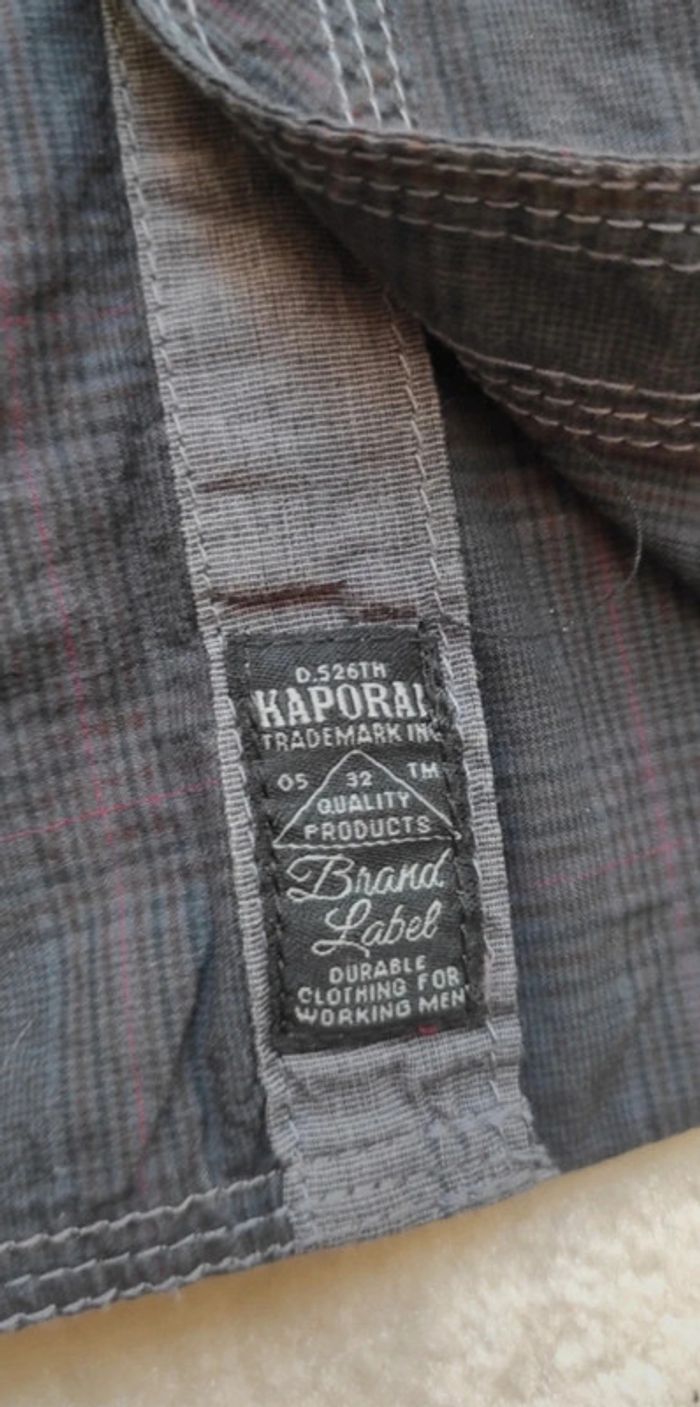 D.526TH
KAPORAL
TRADEMARK INC
05 32 TM
QUALITY
PRODUCTS
Brand
Label
DURABLE
CLOTHING FOR
WORKING MEN